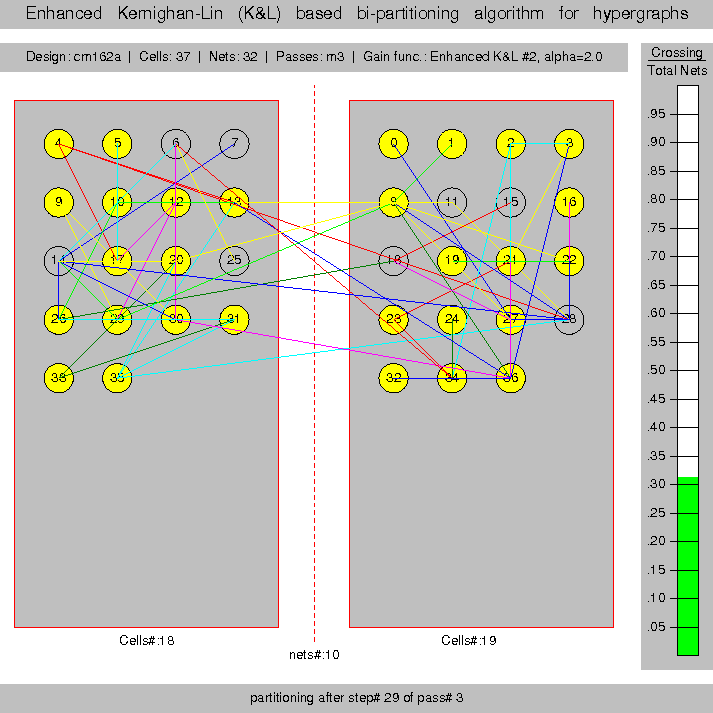 Enhanced Kernighan-Lin (K&L) based bi-partitioning algorithm for hypergraphs
Design: cm162a | Cells: 37 | Nets: 32 | Passes: m3 | Gain func.: Enhanced K&L #2, alpha=2.0
Crossing
Total Nets
.95
.90
.85
.80
.75
.70
.65
.60
.55
.50
.45
.40
.35
.30
.25
.20
.15
.10
.05
4 5 6 7
9 10 12 13
14 17 20 25
26 29 30 31
33 35
0 1 2 3
8 11 15 16
18 19 21 22
23 24 27 28
32 34 36
Cells#:18
Cells#:19
nets#:10
partitioning after step# 29 of pass# 3